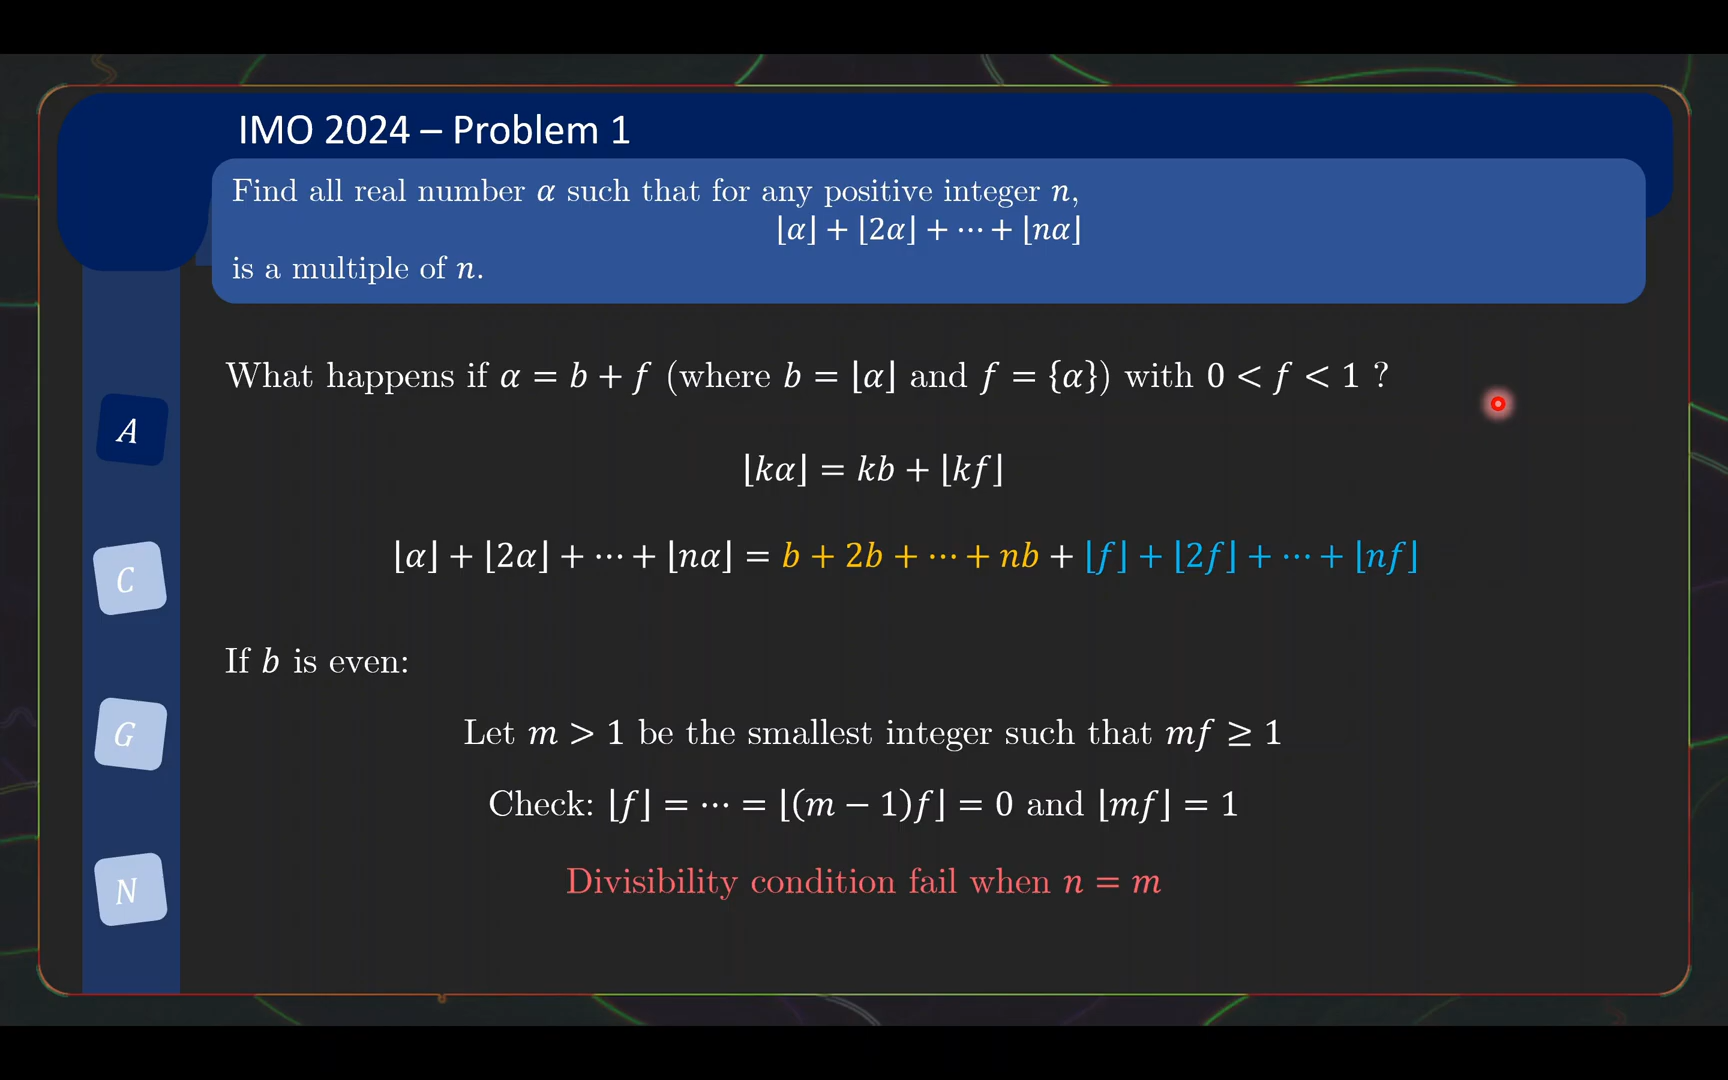 IMO 2024 – Problem 1
Find all real number α such that for any positive integer n,
⌊α⌋ + ⌊2α⌋ + ⋯ + ⌊nα⌋
is a multiple of n.
What happens if α = b + f (where b = ⌊α⌋ and f = {α}) with 0 < f < 1 ?
A
⌊kα⌋ = kb + ⌊kf⌋
⌊α⌋ + ⌊2α⌋ + ⋯ + ⌊nα⌋ = b + 2b + ⋯ + nb + ⌊f⌋ + ⌊2f⌋ + ⋯ + ⌊nf⌋
C
If b is even:
G
Let m > 1 be the smallest integer such that mf ≥ 1
Check: ⌊f⌋ = ⋯ = ⌊(m − 1)f⌋ = 0 and ⌊mf⌋ = 1
N
Divisibility condition fail when n = m